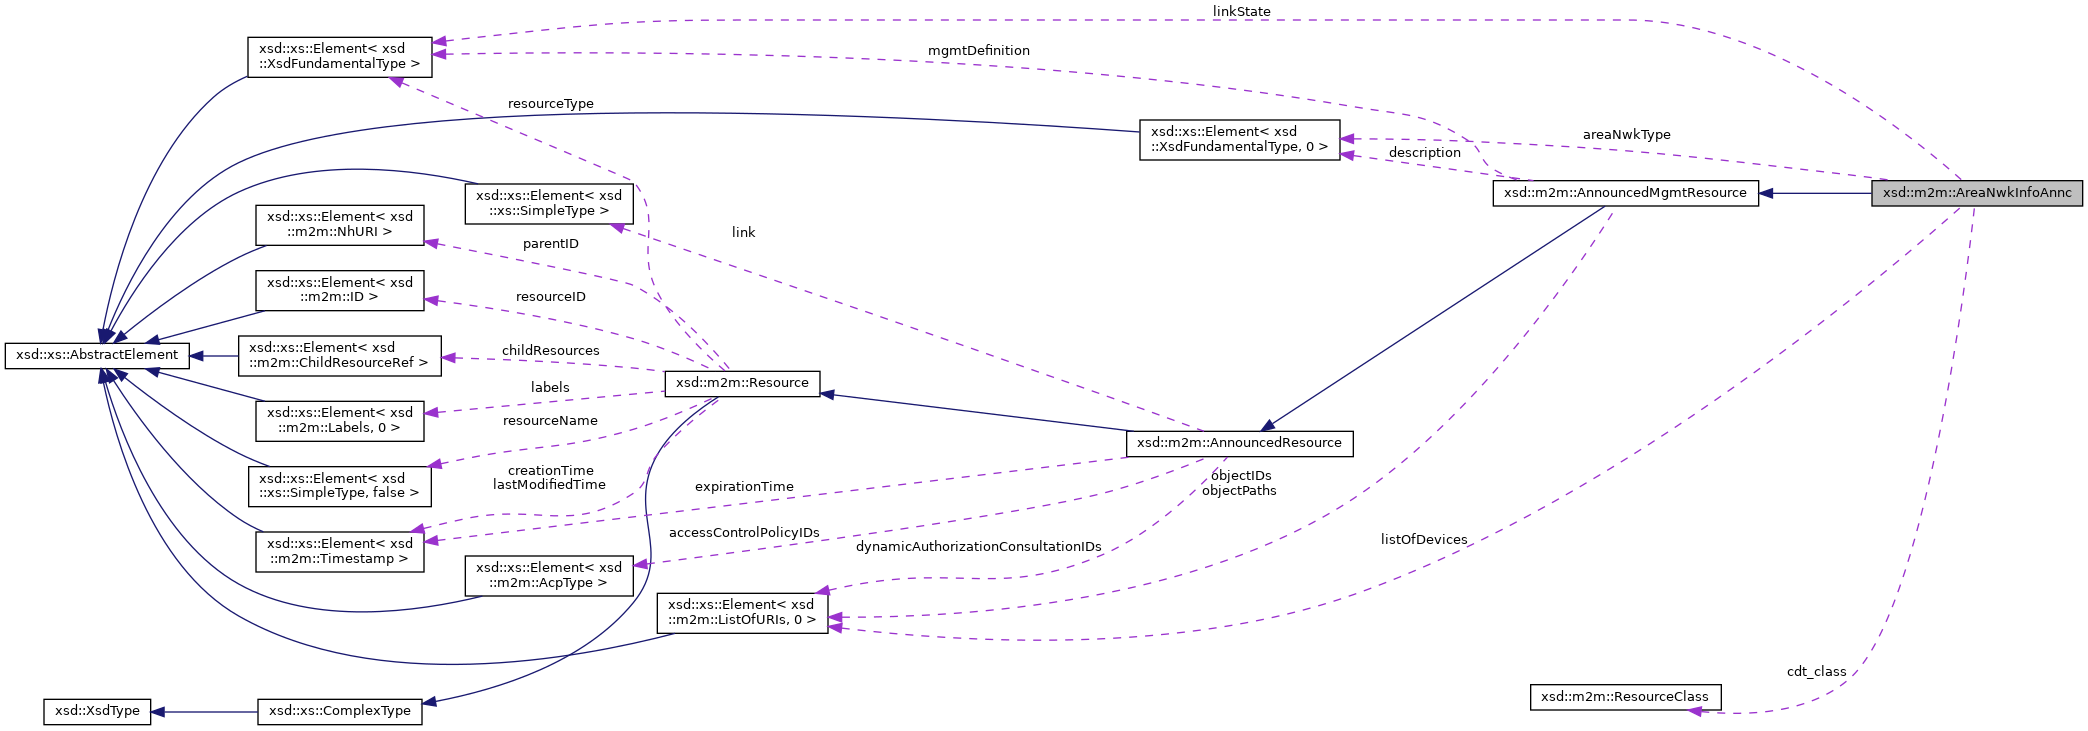 linkState
xsd::xs::Element< xsd
::XsdFundamentalType >
mgmtDefinition
resourceType
xsd::xs::Element< xsd
::XsdFundamentalType, 0 >
areaNwkType
description
xsd::m2m::AnnouncedMgmtResource
xsd::m2m::AreaNwkInfoAnnc
xsd::xs::Element< xsd
::xs::SimpleType >
xsd::xs::Element< xsd
::m2m::NhURI >
link
parentID
xsd::xs::Element< xsd
::m2m::ID >
resourceID
xsd::xs::AbstractElement
xsd::xs::Element< xsd
::m2m::ChildResourceRef >
childResources
xsd::m2m::Resource
labels
xsd::xs::Element< xsd
::m2m::Labels, 0 >
resourceName
xsd::m2m::AnnouncedResource
xsd::xs::Element< xsd
::xs::SimpleType, false >
creationTime
lastModifiedTime
expirationTime
objectIDs
objectPaths
xsd::xs::Element< xsd
::m2m::Timestamp >
accessControlPolicyIDs
dynamicAuthorizationConsultationIDs
listOfDevices
xsd::xs::Element< xsd
::m2m::AcpType >
xsd::xs::Element< xsd
::m2m::ListOfURIs, 0 >
cdt_class
xsd::m2m::ResourceClass
xsd::XsdType
xsd::xs::ComplexType